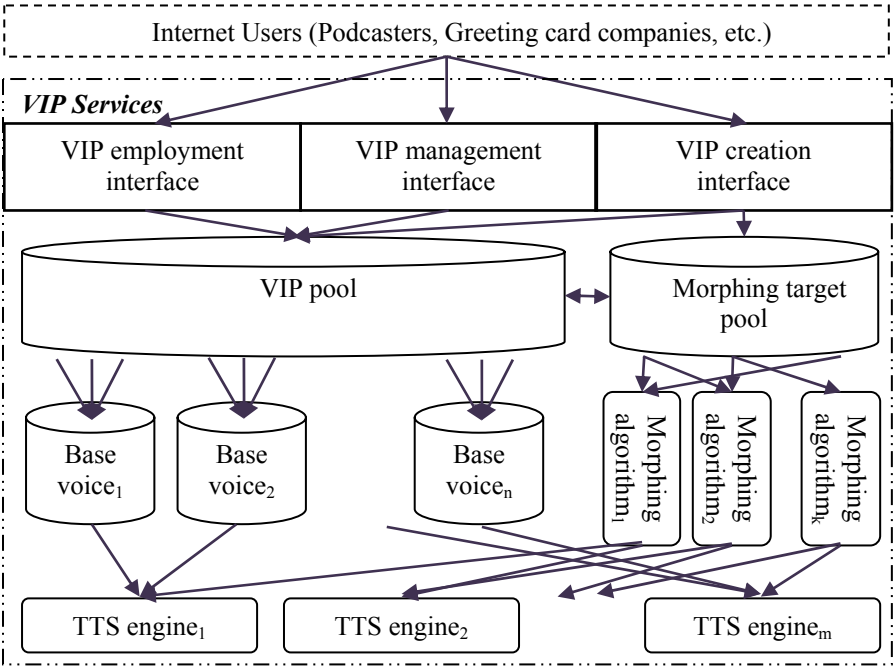 Internet Users (Podcasters, Greeting card companies, etc.)
VIP Services
VIP employment
interface
VIP management
interface
VIP creation
interface
VIP pool
Morphing target
pool
Base
voice₁
Base
voice₂
Base
voiceₙ
Morphing
algorithm₁
Morphing
algorithm₂
Morphing
algorithmₖ
TTS engine₁
TTS engine₂
TTS engineₘ